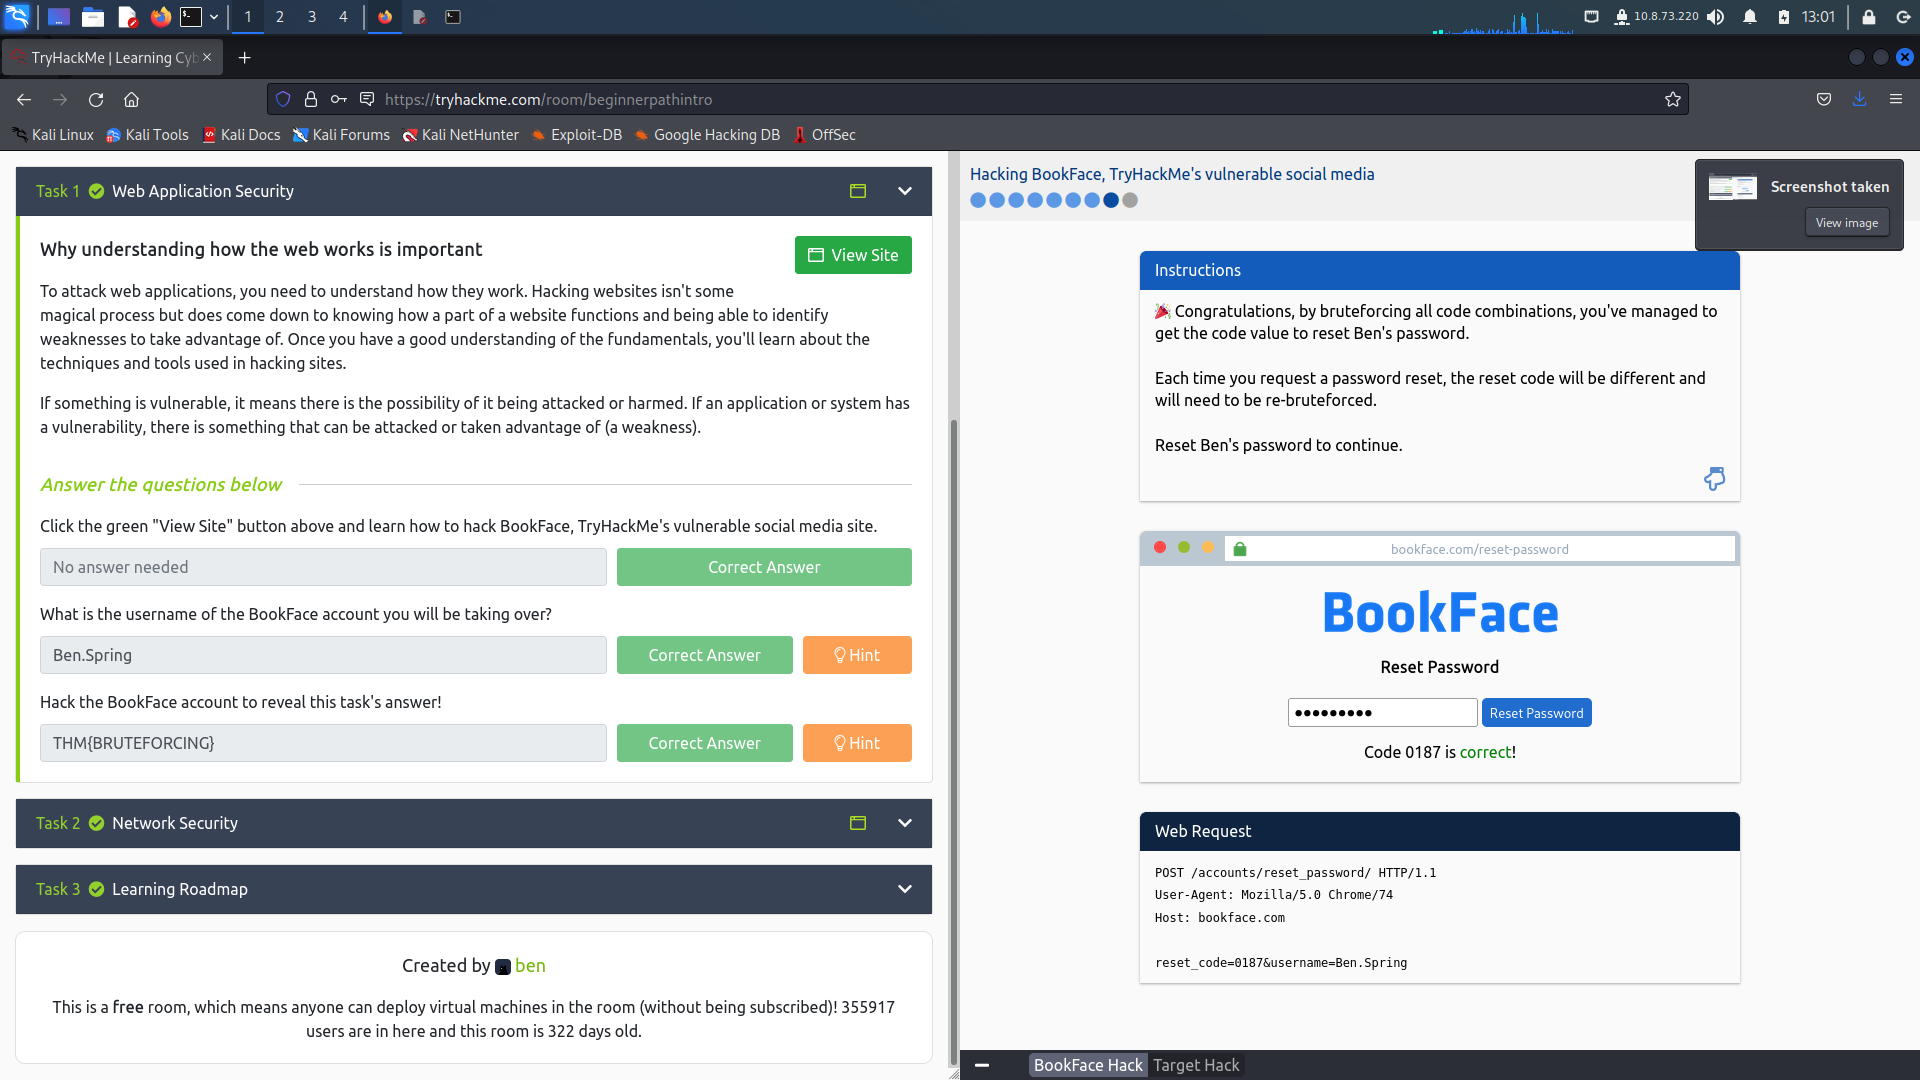 1 2 3 4
10.8.73.220 13:01
TryHackMe | Learning Cyb
https://tryhackme.com/room/beginnerpathintro
Kali Linux Kali Tools Kali Docs Kali Forums Kali NetHunter Exploit-DB Google Hacking DB OffSec
Task 1 Web Application Security
Why understanding how the web works is important
View Site
To attack web applications, you need to understand how they work. Hacking websites isn't some
magical process but does come down to knowing how a part of a website functions and being able to identify
weaknesses to take advantage of. Once you have a good understanding of the fundamentals, you'll learn about the
techniques and tools used in hacking sites.
If something is vulnerable, it means there is the possibility of it being attacked or harmed. If an application or system has
a vulnerability, there is something that can be attacked or taken advantage of (a weakness).
Answer the questions below
Click the green "View Site" button above and learn how to hack BookFace, TryHackMe's vulnerable social media site.
No answer needed Correct Answer
What is the username of the BookFace account you will be taking over?
Ben.Spring Correct Answer Hint
Hack the BookFace account to reveal this task's answer!
THM{BRUTEFORCING} Correct Answer Hint
Task 2 Network Security
Task 3 Learning Roadmap
Created by ben
This is a free room, which means anyone can deploy virtual machines in the room (without being subscribed)! 355917
users are in here and this room is 322 days old.
Hacking BookFace, TryHackMe's vulnerable social media
Screenshot taken
View image
Instructions
Congratulations, by bruteforcing all code combinations, you've managed to
get the code value to reset Ben's password.
Each time you request a password reset, the reset code will be different and
will need to be re-bruteforced.
Reset Ben's password to continue.
bookface.com/reset-password
BookFace
Reset Password
●●●●●●●●● Reset Password
Code 0187 is correct!
Web Request
POST /accounts/reset_password/ HTTP/1.1
User-Agent: Mozilla/5.0 Chrome/74
Host: bookface.com
reset_code=0187&username=Ben.Spring
BookFace Hack Target Hack